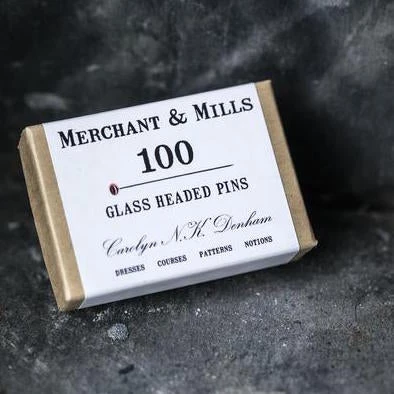 MERCHANT & MILLS
100
GLASS HEADED PINS
Carolyn N.K. Denham
DRESSES COURSES PATTERNS NOTIONS